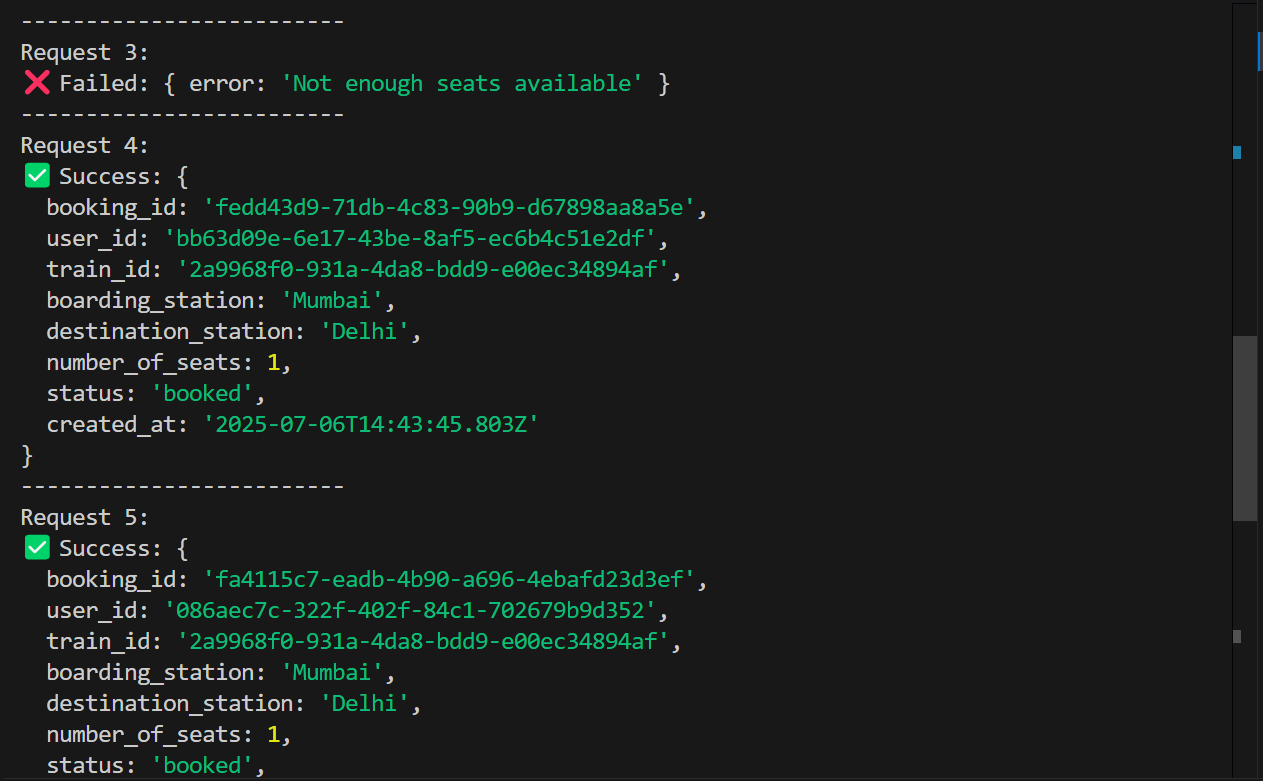 -------------------------
Request 3:
❌ Failed: { error: 'Not enough seats available' }
-------------------------
Request 4:
✅ Success: {
  booking_id: 'fedd43d9-71db-4c83-90b9-d67898aa8a5e',
  user_id: 'bb63d09e-6e17-43be-8af5-ec6b4c51e2df',
  train_id: '2a9968f0-931a-4da8-bdd9-e00ec34894af',
  boarding_station: 'Mumbai',
  destination_station: 'Delhi',
  number_of_seats: 1,
  status: 'booked',
  created_at: '2025-07-06T14:43:45.803Z'
}
-------------------------
Request 5:
✅ Success: {
  booking_id: 'fa4115c7-eadb-4b90-a696-4ebafd23d3ef',
  user_id: '086aec7c-322f-402f-84c1-702679b9d352',
  train_id: '2a9968f0-931a-4da8-bdd9-e00ec34894af',
  boarding_station: 'Mumbai',
  destination_station: 'Delhi',
  number_of_seats: 1,
  status: 'booked',